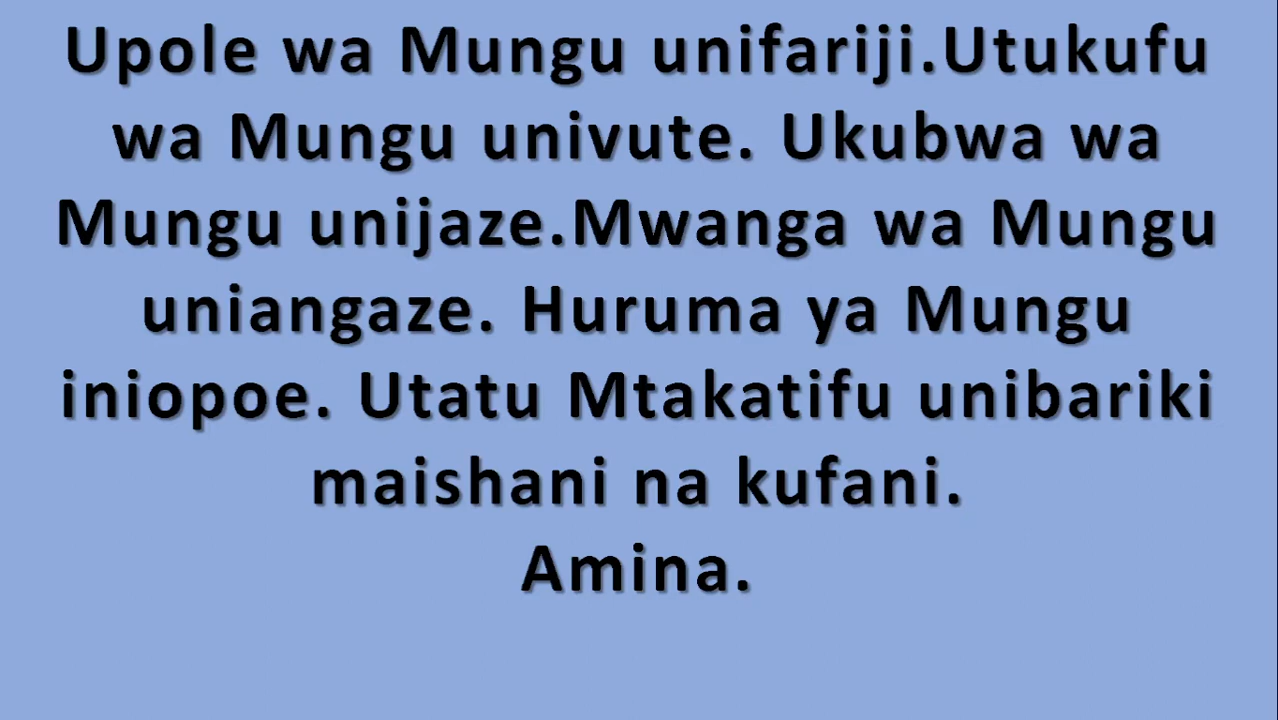 Upole wa Mungu unifariji.Utukufu
wa Mungu univute. Ukubwa wa
Mungu unijaze.Mwanga wa Mungu
uniangaze. Huruma ya Mungu
iniopoe. Utatu Mtakatifu unibariki
maishani na kufani.
Amina.